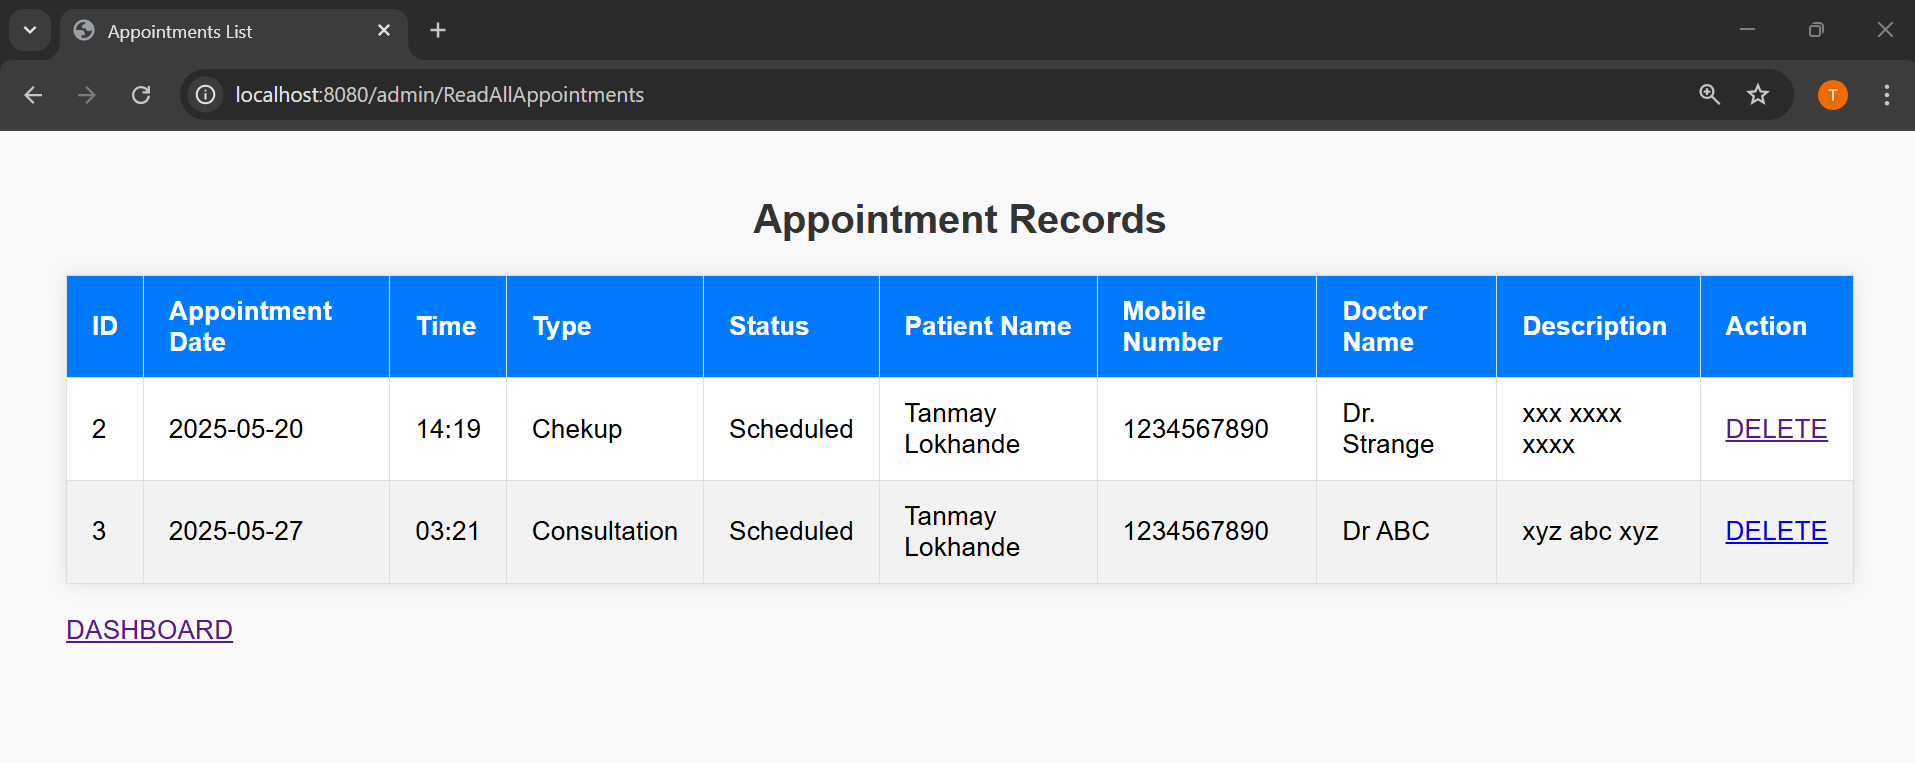 Appointments List
localhost:8080/admin/ReadAllAppointments
T
Appointment Records
ID
Appointment
Date
Time
Type
Status
Patient Name
Mobile
Number
Doctor
Name
Description
Action
2
2025-05-20
14:19
Chekup
Scheduled
Tanmay
Lokhande
1234567890
Dr.
Strange
xxx xxxx
xxxx
DELETE
3
2025-05-27
03:21
Consultation
Scheduled
Tanmay
Lokhande
1234567890
Dr ABC
xyz abc xyz
DELETE
DASHBOARD